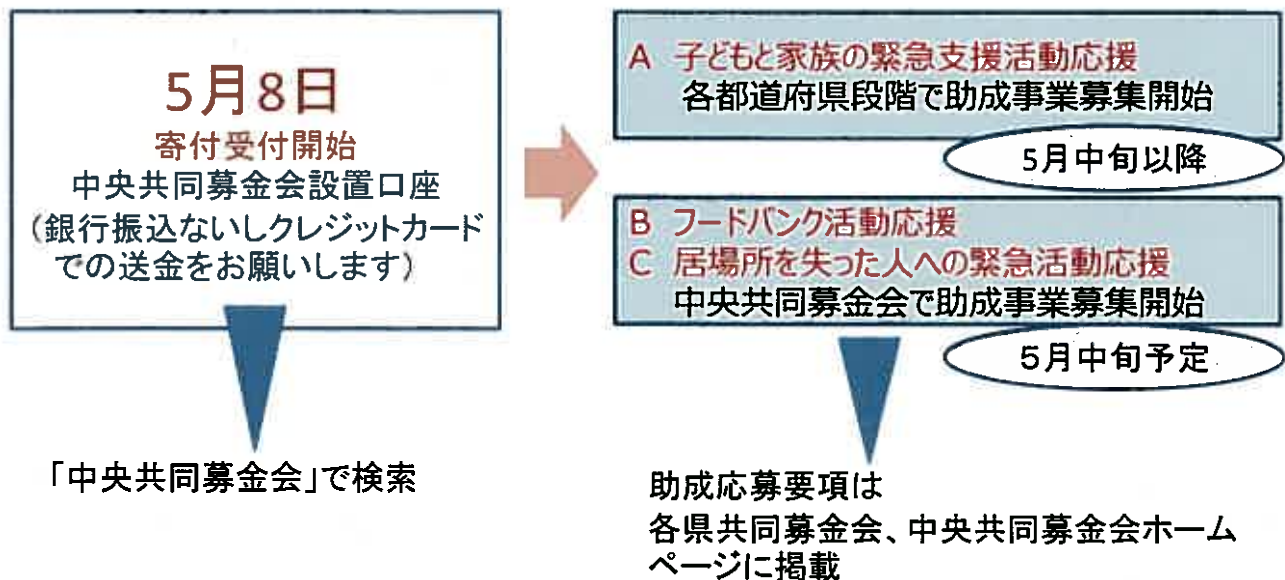 5月8日
寄付受付開始
中央共同募金会設置口座
(銀行振込ないしクレジットカード
での送金をお願いします)
「中央共同募金会」で検索
A 子どもと家族の緊急支援活動応援
各都道府県段階で助成事業募集開始
5月中旬以降
B フードバンク活動応援
C 居場所を失った人への緊急活動応援
中央共同募金会で助成事業募集開始
5月中旬予定
助成応募要項は
各県共同募金会、中央共同募金会ホーム
ページに掲載